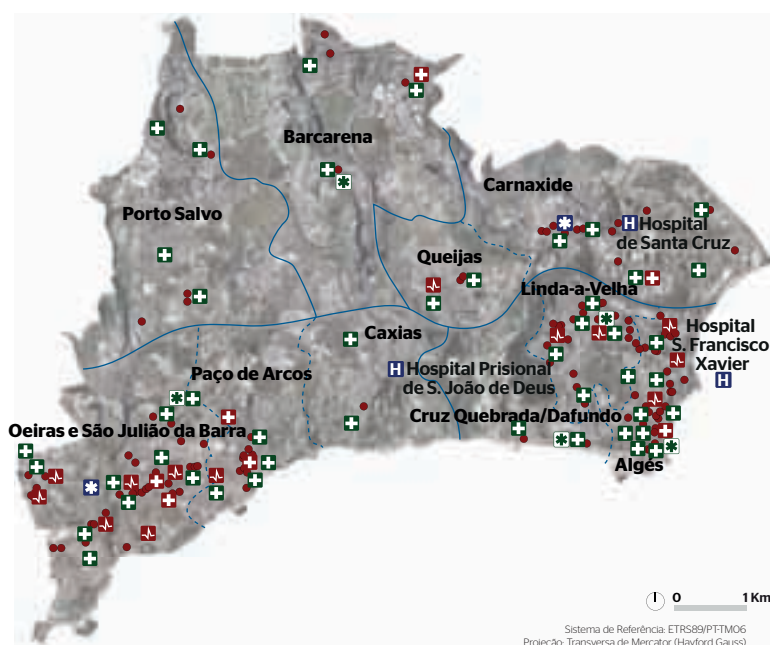 Barcarena
Carnaxide
H Hospital
de Santa Cruz
Porto Salvo
Queijas
Linda-a-Velha
Caxias
Hospital
S. Francisco
Xavier
H
Paço de Arcos
H Hospital Prisional
de S. João de Deus
Cruz Quebrada/Dafundo
Oeiras e São Julião da Barra
Algés
0 1 Km
Sistema de Referência: ETRS89/PT-TM06
Projeção: Transversa de Mercator (Hayford Gauss)